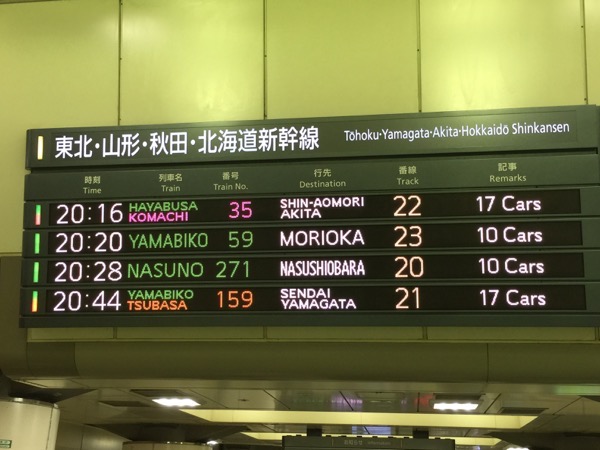 東北・山形・秋田・北海道新幹線 Tōhoku・Yamagata・Akita・Hokkaidō Shinkansen
時刻 列車名 番号 行先 番線 記事
Time Train Train No. Destination Track Remarks
20:16 HAYABUSA KOMACHI 35 SHIN-AOMORI AKITA 22 17 Cars
20:20 YAMABIKO 59 MORIOKA 23 10 Cars
20:28 NASUNO 271 NASUSHIOBARA 20 10 Cars
20:44 YAMABIKO TSUBASA 159 SENDAI YAMAGATA 21 17 Cars